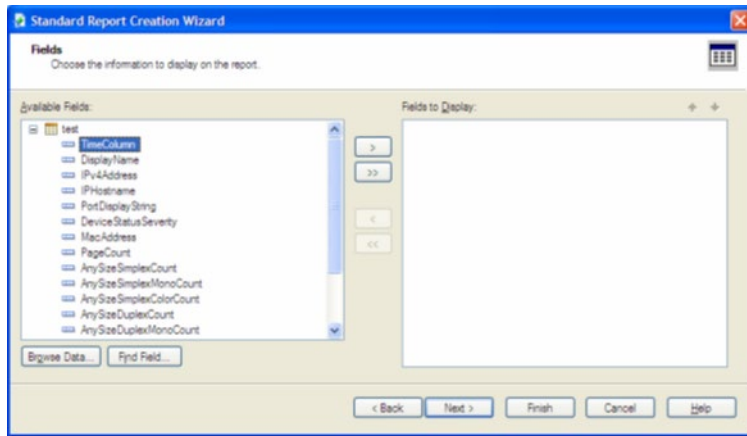 Standard Report Creation Wizard
Fields
Choose the information to display on the report.
Available Fields:
test
TimeColumn
DisplayName
IPv4Address
IPHostname
PortDisplayString
DeviceStatusSeverity
MacAddress
PageCount
AnySizeSimplexCount
AnySizeSimplexMonoCount
AnySizeSimplexColorCount
AnySizeDuplexCount
AnySizeDuplexMonoCount
>
>>
<
<<
Fields to Display:
Browse Data...
Find Field...
< Back
Next >
Finish
Cancel
Help